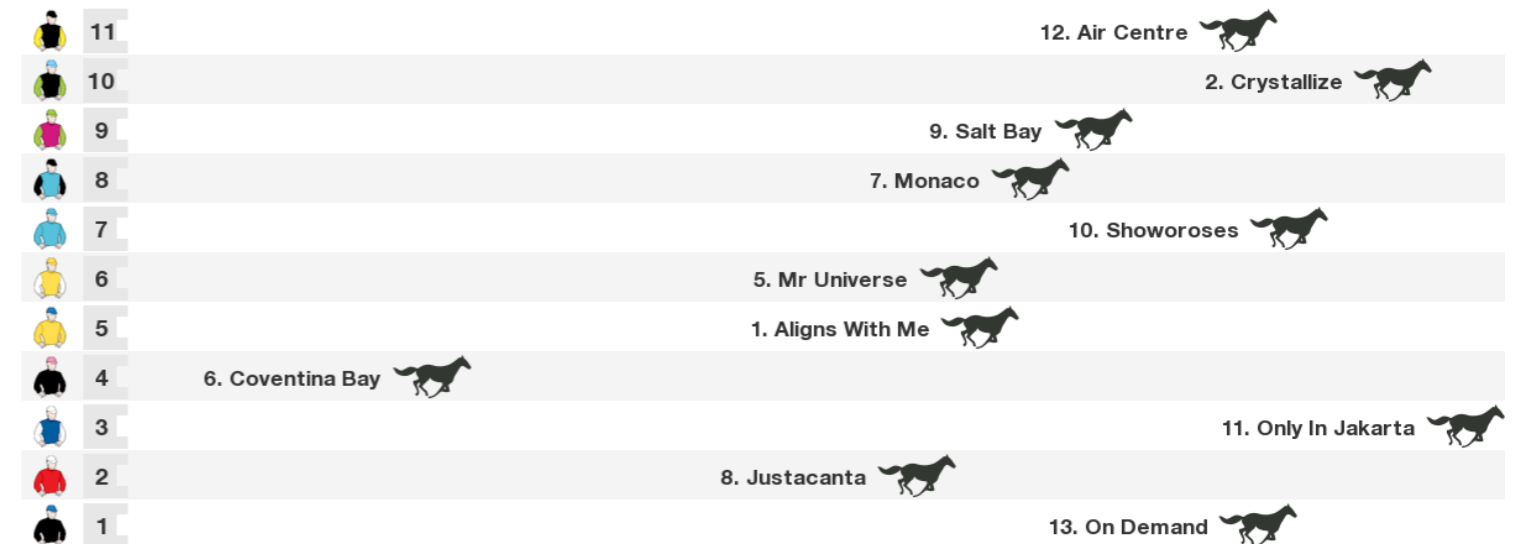 11 12. Air Centre
10 2. Crystallize
9 9. Salt Bay
8 7. Monaco
7 10. Showoroses
6 5. Mr Universe
5 1. Aligns With Me
4 6. Coventina Bay
3 11. Only In Jakarta
2 8. Justacanta
1 13. On Demand